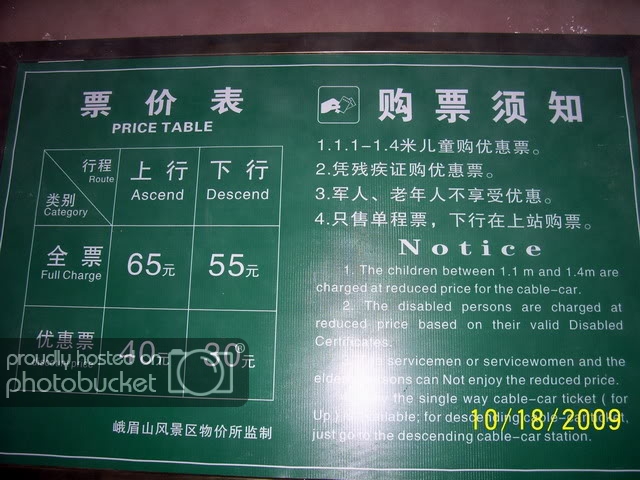 票价表
PRICE TABLE
行程
Route
类别
Category
上行
Ascend
下行
Descend
全票
Full Charge
65元
55元
优惠票
40元
30元
峨眉山风景区物价所监制
购票须知
1.1.1-1.4米儿童购优惠票。
2.凭残疾证购优惠票。
3.军人、老年人不享受优惠。
4.只售单程票，下行在上站购票。
Notice
1. The children between 1.1 m and 1.4m are
charged at reduced price for the cable-car.
2. The disabled persons are charged at
reduced price based on their valid Disabled
Certificates.
servicemen or servicewomen and the
can Not enjoy the reduced price.
the single way cable-car ticket ( for
Up) for descending
just go to the descending cable-car station.
proudly hosted on
photobucket
10/18/2009